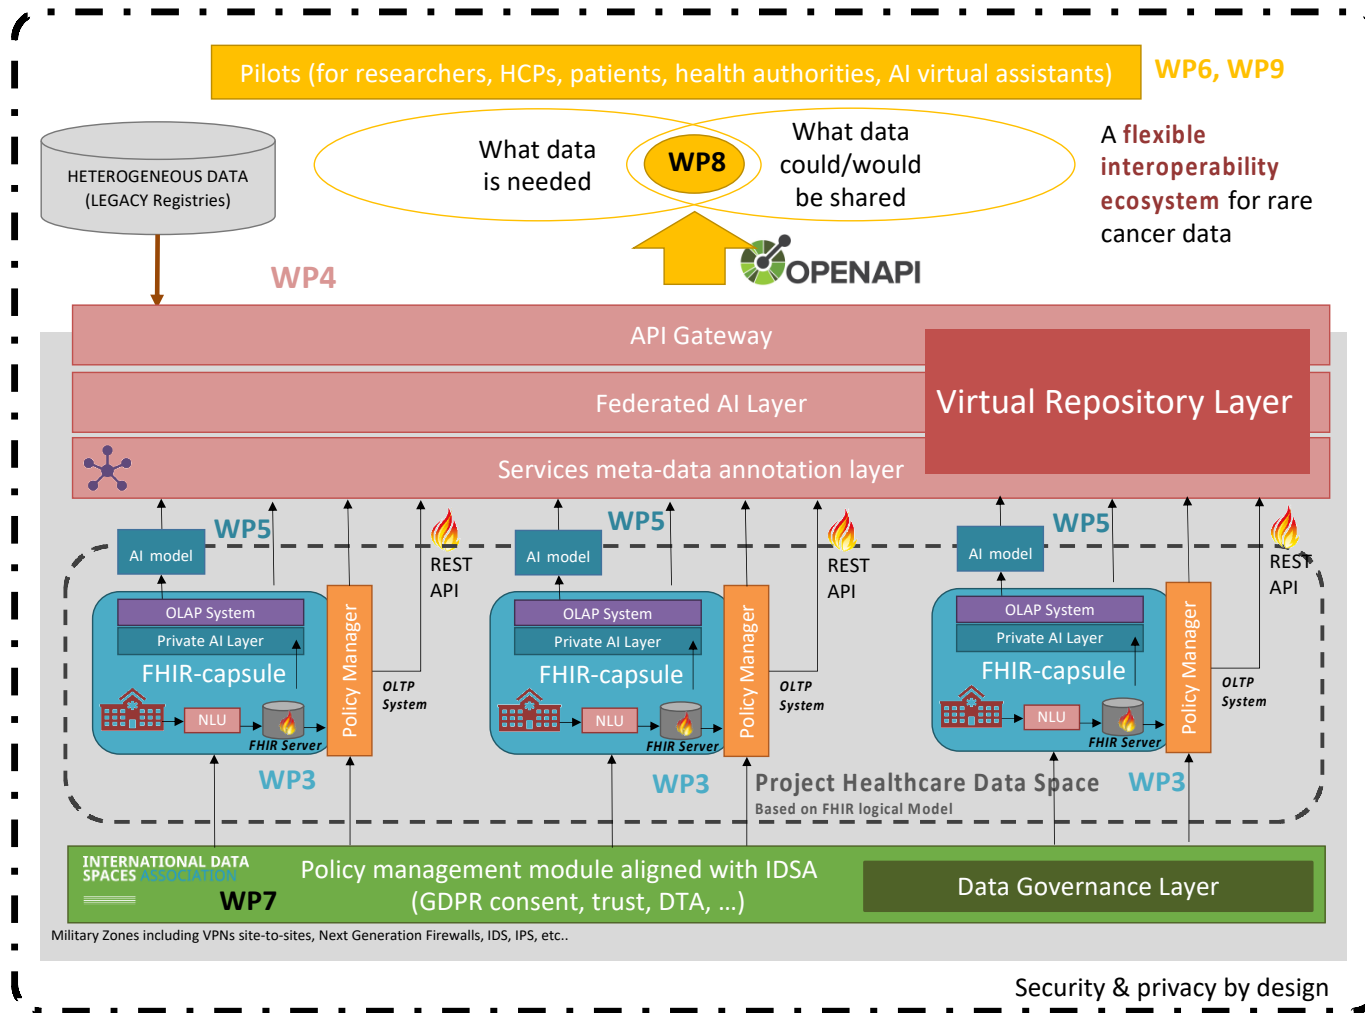 Pilots (for researchers, HCPs, patients, health authorities, AI virtual assistants)
WP6, WP9
HETEROGENEOUS DATA
(LEGACY Registries)
What data
is needed
WP8
What data
could/would
be shared
A flexible
interoperability
ecosystem for rare
cancer data
OPENAPI
WP4
API Gateway
Federated AI Layer
Virtual Repository Layer
Services meta-data annotation layer
WP5
AI model
REST
API
OLAP System
Private AI Layer
FHIR-capsule
NLU
FHIR Server
Policy Manager
OLTP
System
WP3
WP5
AI model
REST
API
OLAP System
Private AI Layer
FHIR-capsule
NLU
FHIR Server
Policy Manager
OLTP
System
WP3
WP5
AI model
REST
API
OLAP System
Private AI Layer
FHIR-capsule
NLU
FHIR Server
Policy Manager
OLTP
System
WP3
Project Healthcare Data Space
Based on FHIR logical Model
INTERNATIONAL DATA
SPACES ASSOCIATION
WP7
Policy management module aligned with IDSA
(GDPR consent, trust, DTA, ...)
Data Governance Layer
Military Zones including VPNs site-to-sites, Next Generation Firewalls, IDS, IPS, etc..
Security & privacy by design